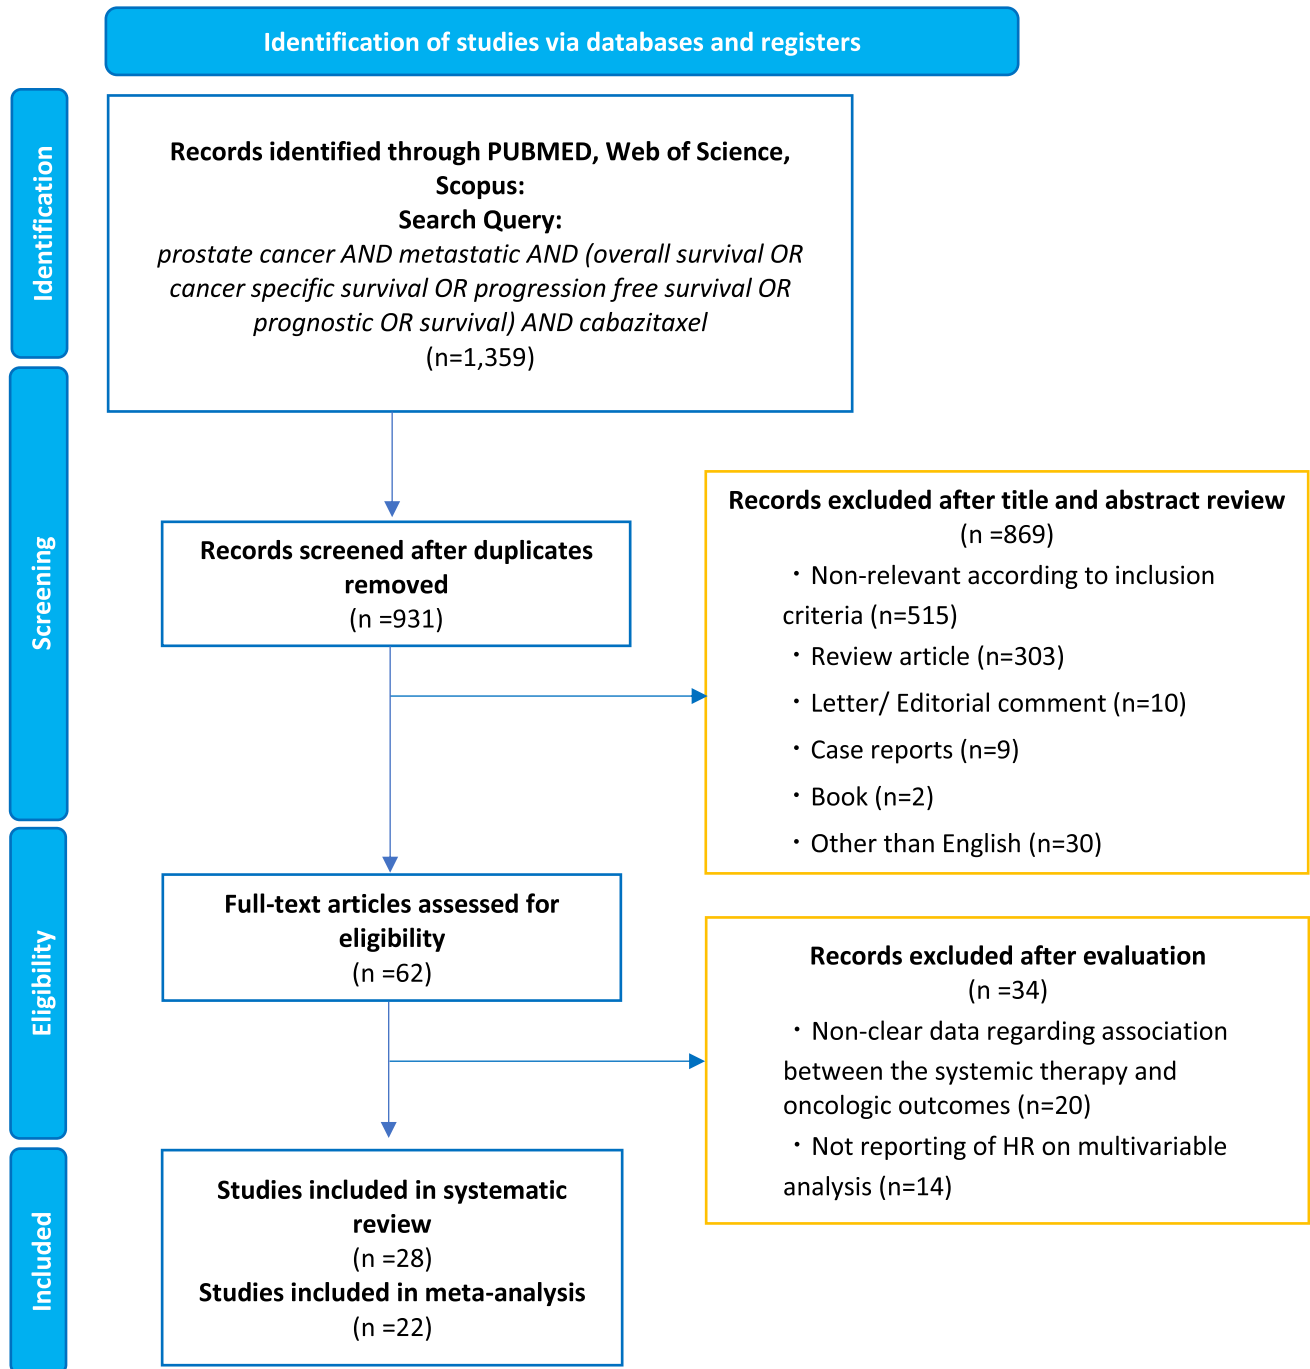 Identification of studies via databases and registers
Identification
Records identified through PUBMED, Web of Science,
Scopus:
Search Query:
prostate cancer AND metastatic AND (overall survival OR
cancer specific survival OR progression free survival OR
prognostic OR survival) AND cabazitaxel
(n=1,359)
Screening
Records screened after duplicates
removed
(n =931)
Records excluded after title and abstract review
(n =869)
・Non-relevant according to inclusion
criteria (n=515)
・Review article (n=303)
・Letter/ Editorial comment (n=10)
・Case reports (n=9)
・Book (n=2)
・Other than English (n=30)
Eligibility
Full-text articles assessed for
eligibility
(n =62)
Records excluded after evaluation
(n =34)
・Non-clear data regarding association
between the systemic therapy and
oncologic outcomes (n=20)
・Not reporting of HR on multivariable
analysis (n=14)
Included
Studies included in systematic
review
(n =28)
Studies included in meta-analysis
(n =22)